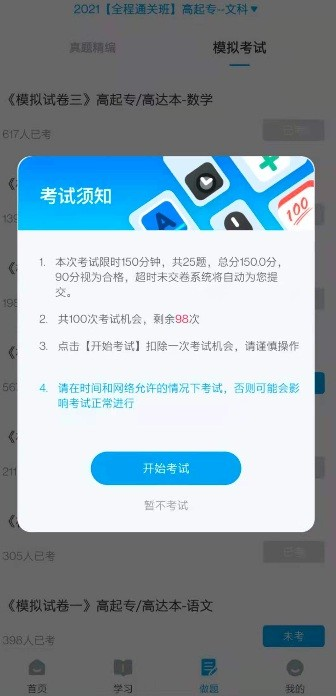 2021【全程通关班】高起专--文科▼
真题精编
模拟考试
《模拟试卷三》高起专/高达本-数学
617人已考
已考
考试须知
A
100
1. 本次考试限时150分钟，共25题，总分150.0分，
90分视为合格，超时未交卷系统将自动为您提
交。
2. 共100次考试机会，剩余98次
3. 点击【开始考试】扣除一次考试机会，请谨慎操作
4. 请在时间和网络允许的情况下考试，否则可能会影
响考试正常进行
开始考试
暂不考试
305人已考
已考
《模拟试卷一》高起专/高达本-语文
398人已考
未考
首页
学习
做题
我的